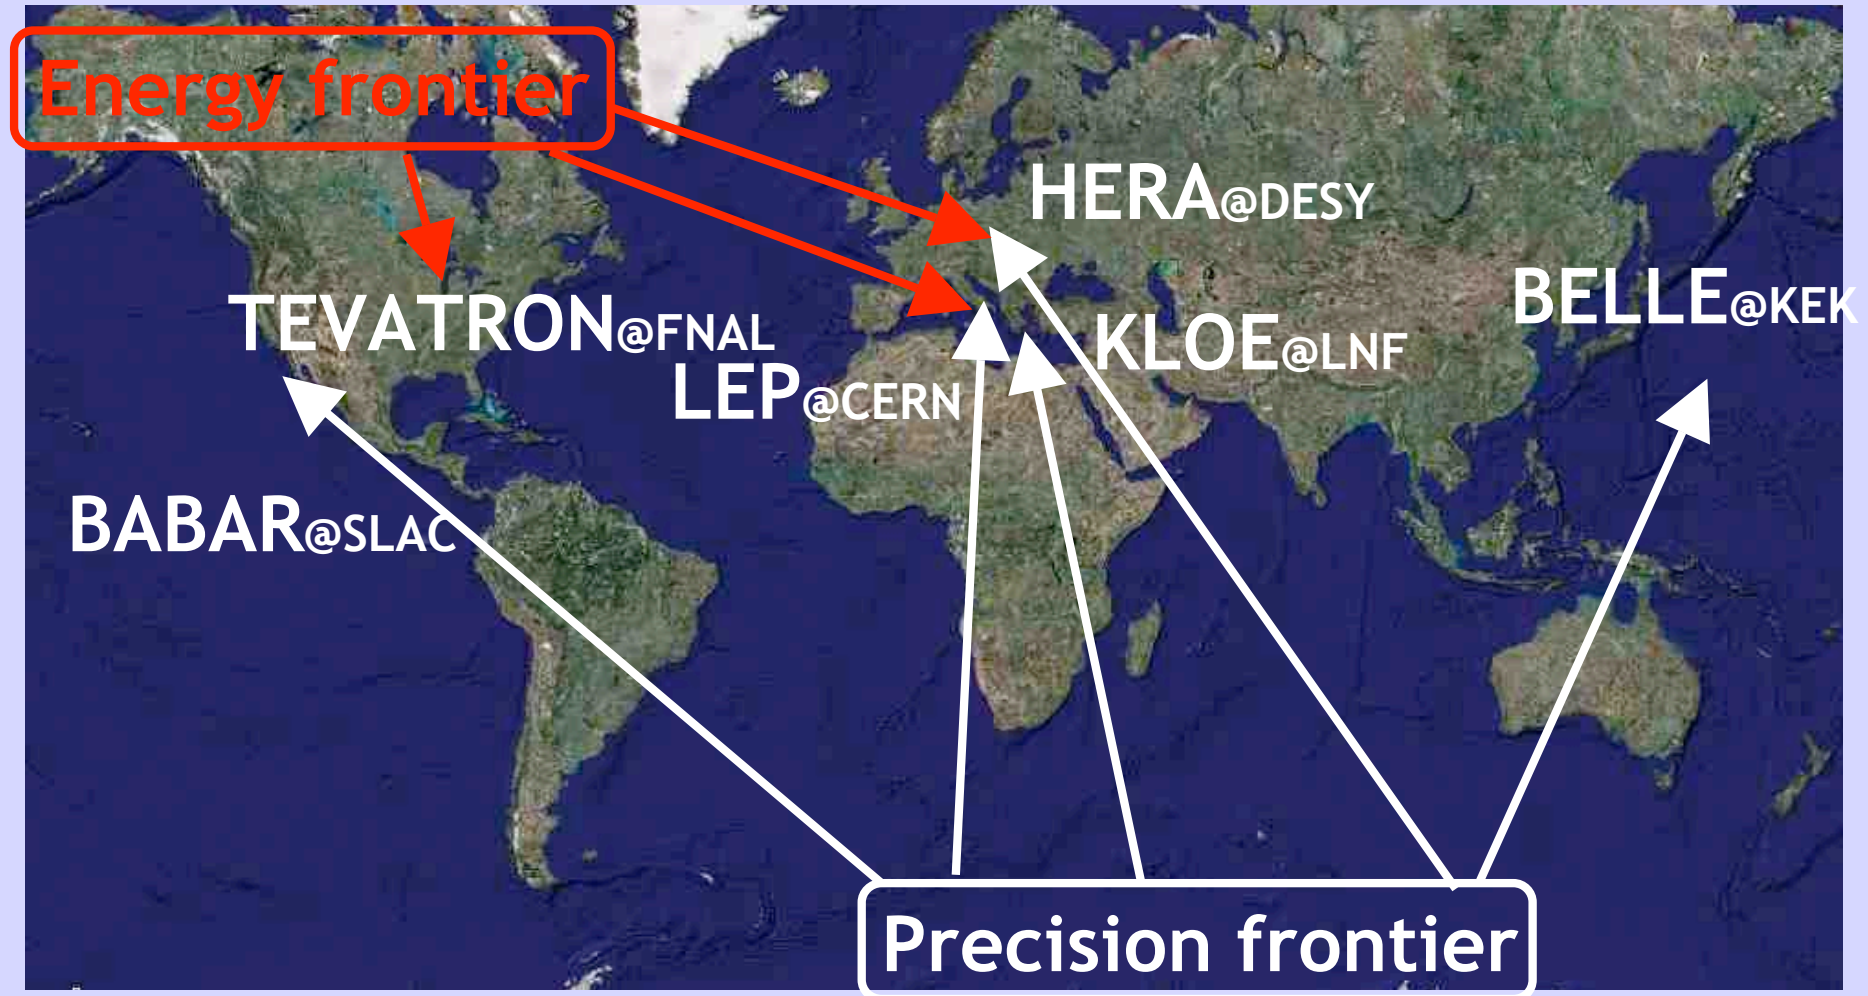 Energy frontier
HERA@DESY
BELLE@KEK
TEVATRON@FNAL
KLOE@LNF
LEP@CERN
BABAR@SLAC
Precision frontier